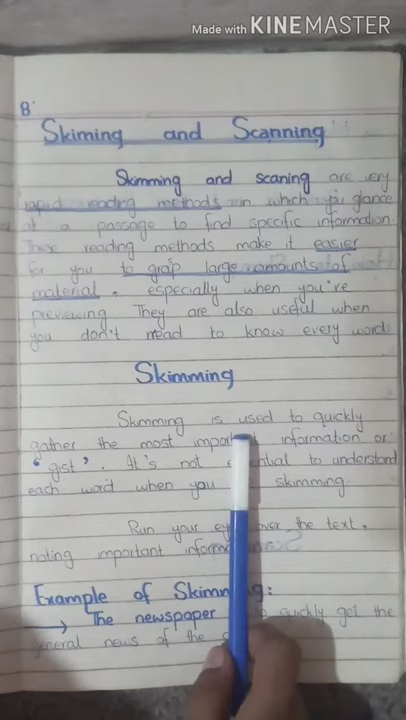 Made with KINEMASTER
8
Skiming and Scanning
Skimming and scaning are very
rapid reading methods in which you glance
at a passage to find specific information.
These reading methods make it easier
for you to grap large amounts of
material. especially when you're
previewing. They are also useful when
you don't need to know every word
Skimming
Skimming is used to quickly
gather the most information or
'gist'. It's not to understand
each word when you skimming.
Run your over the text,
noting important
Example of Skimming:
→ The newspaper quickly get the
general news of the